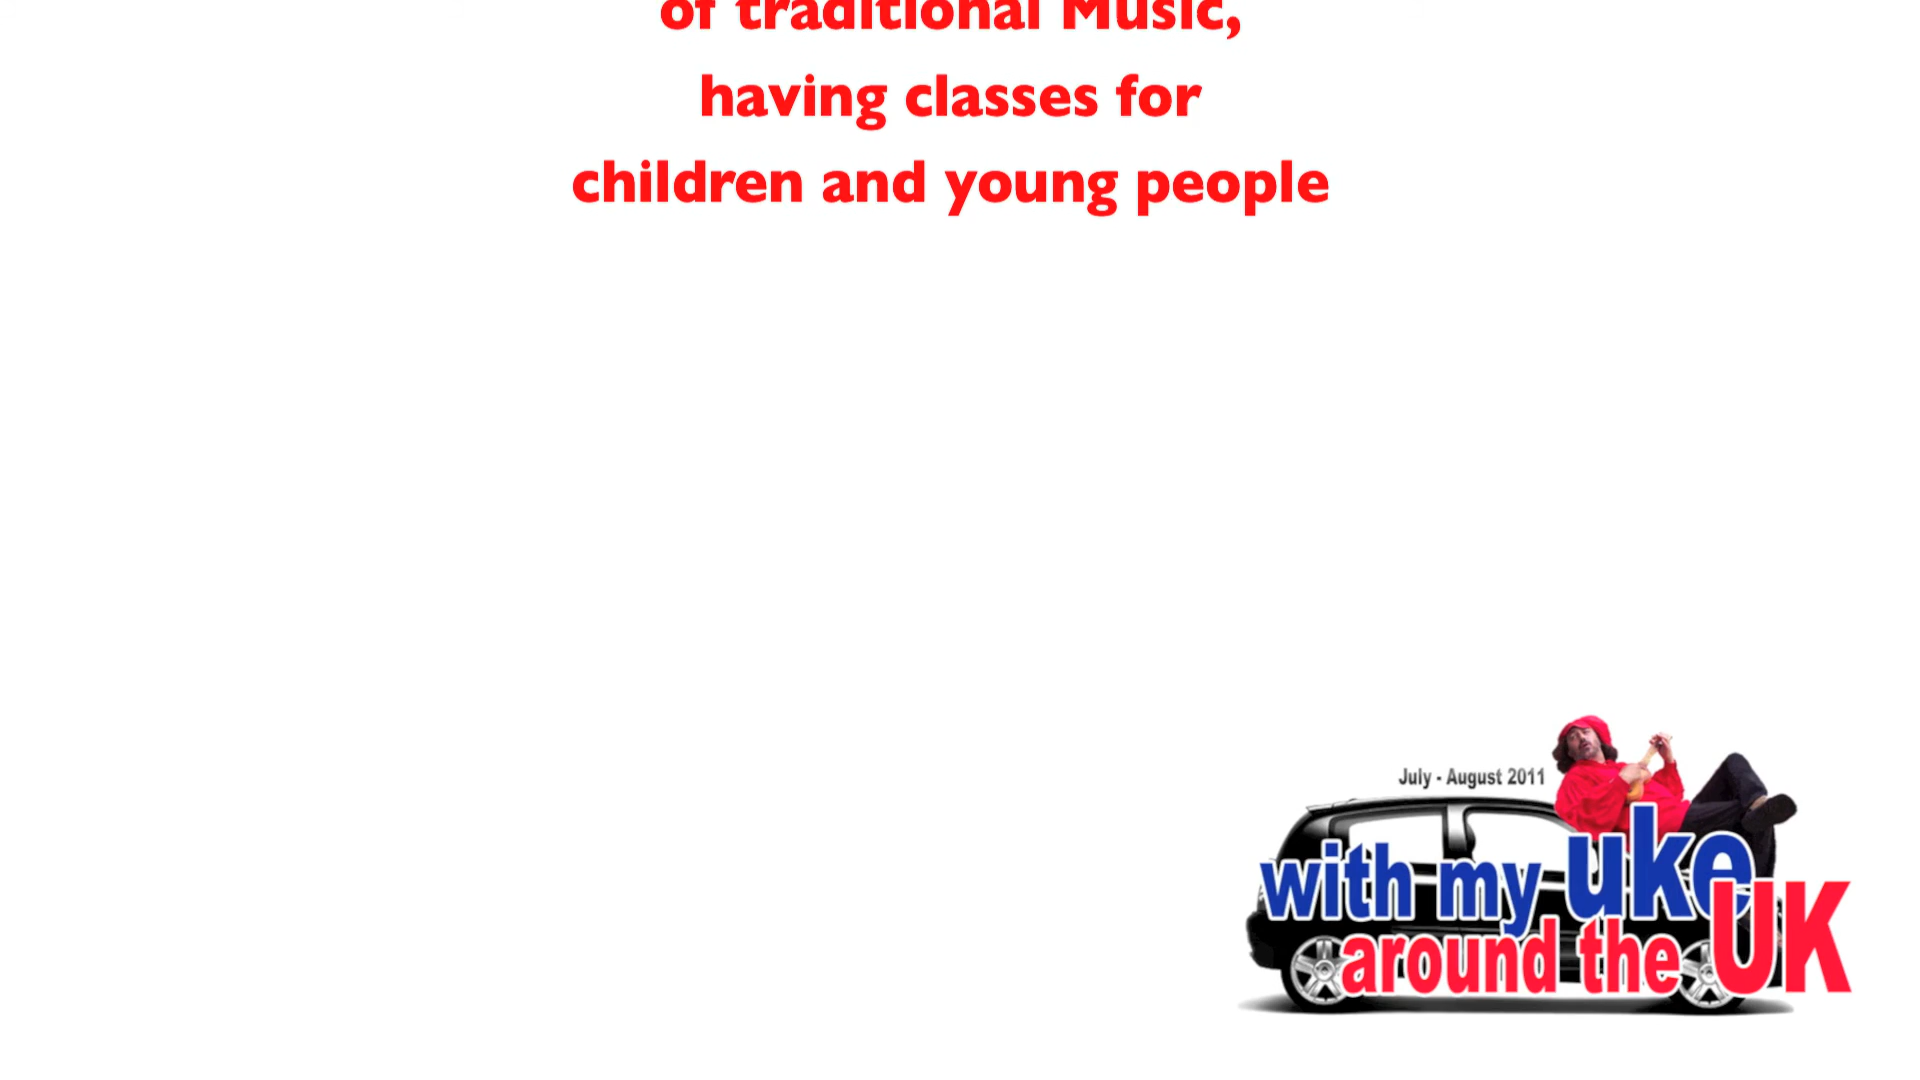 of traditional Music,
having classes for
children and young people
July - August 2011
with my uke
around the UK